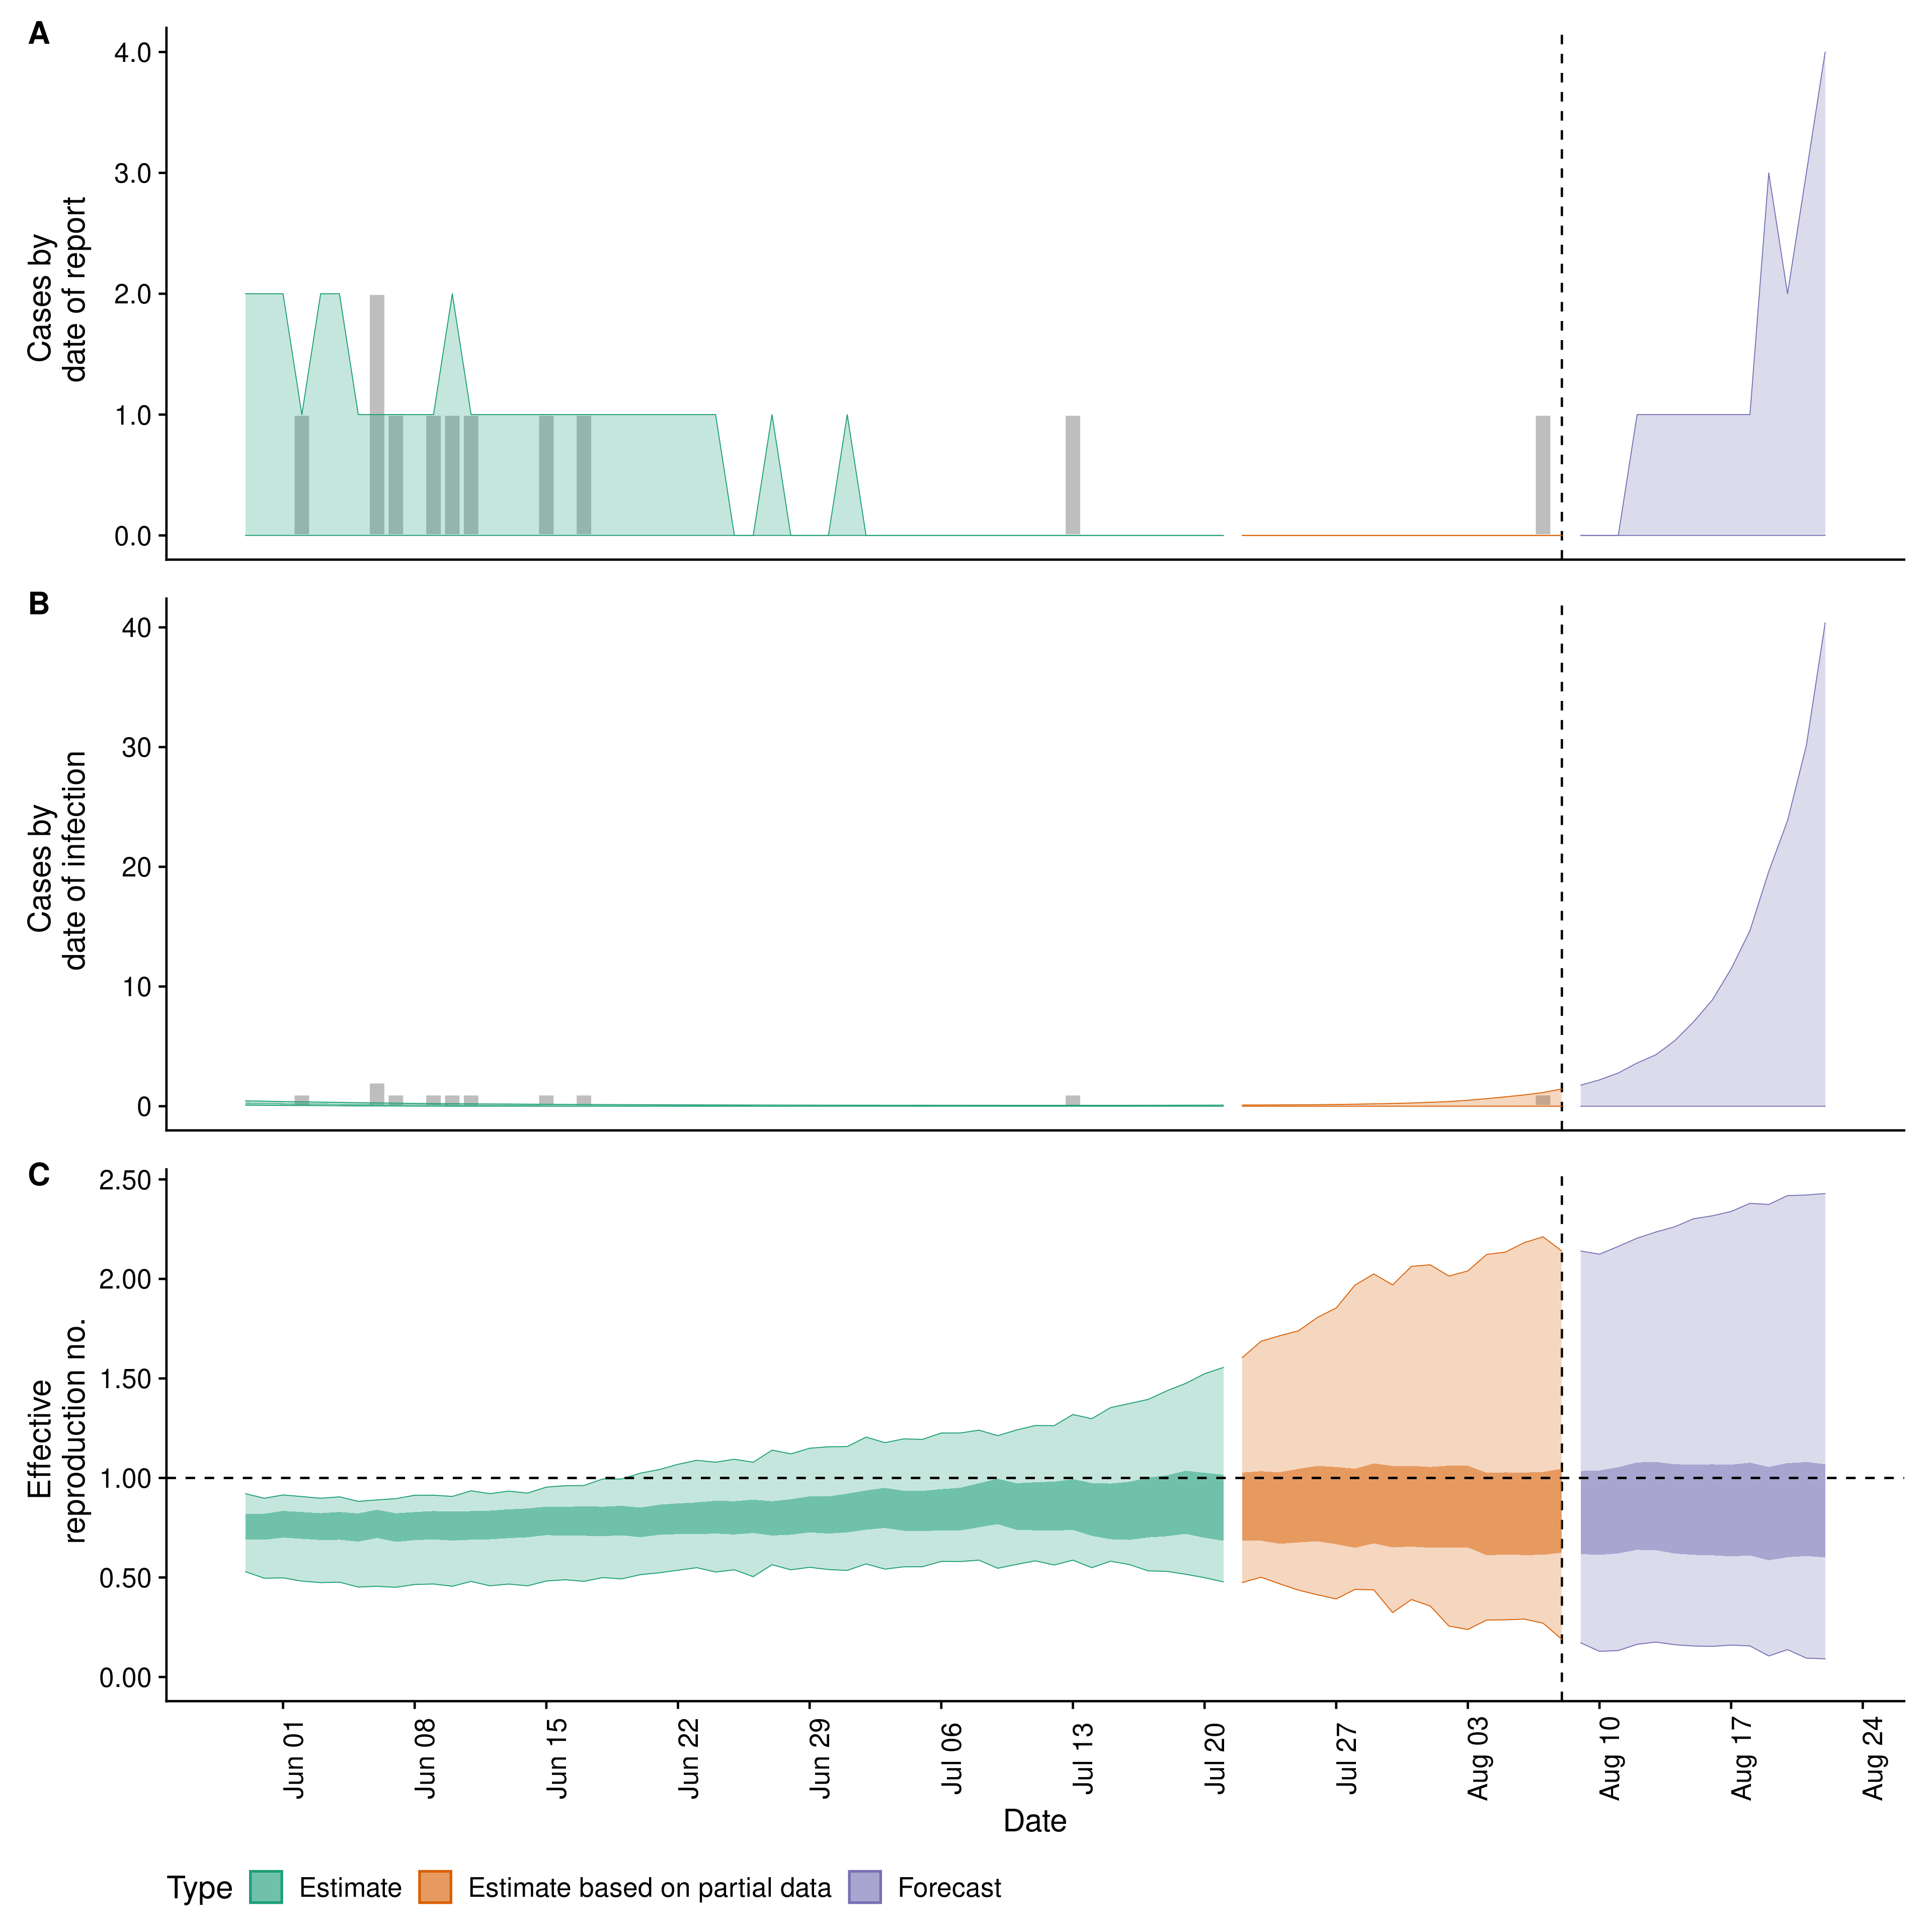 A
4.0
3.0
2.0
1.0
0.0
Cases by
date of report
B
40
30
20
10
0
Cases by
date of infection
C
2.50
2.00
1.50
1.00
0.50
0.00
Effective
reproduction no.
Jun 01
Jun 08
Jun 15
Jun 22
Jun 29
Jul 06
Jul 13
Jul 20
Jul 27
Aug 03
Aug 10
Aug 17
Aug 24
Date
Type Estimate Estimate based on partial data Forecast